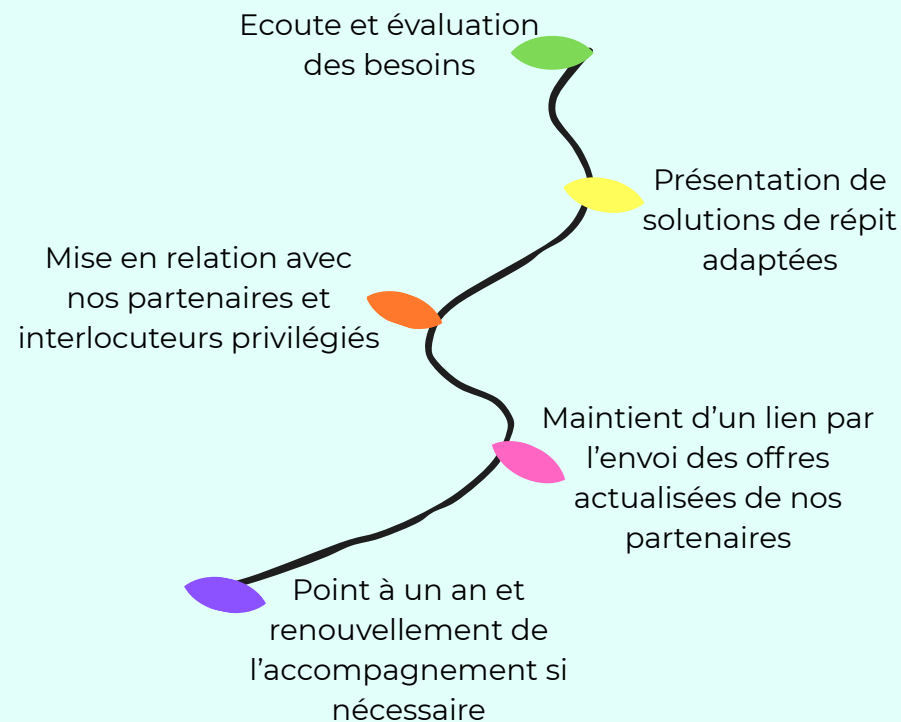 Ecoute et évaluation
des besoins
Présentation de
solutions de répit
adaptées
Mise en relation avec
nos partenaires et
interlocuteurs privilégiés
Maintient d'un lien par
l'envoi des offres
actualisées de nos
partenaires
Point à un an et
renouvellement de
l'accompagnement si
nécessaire